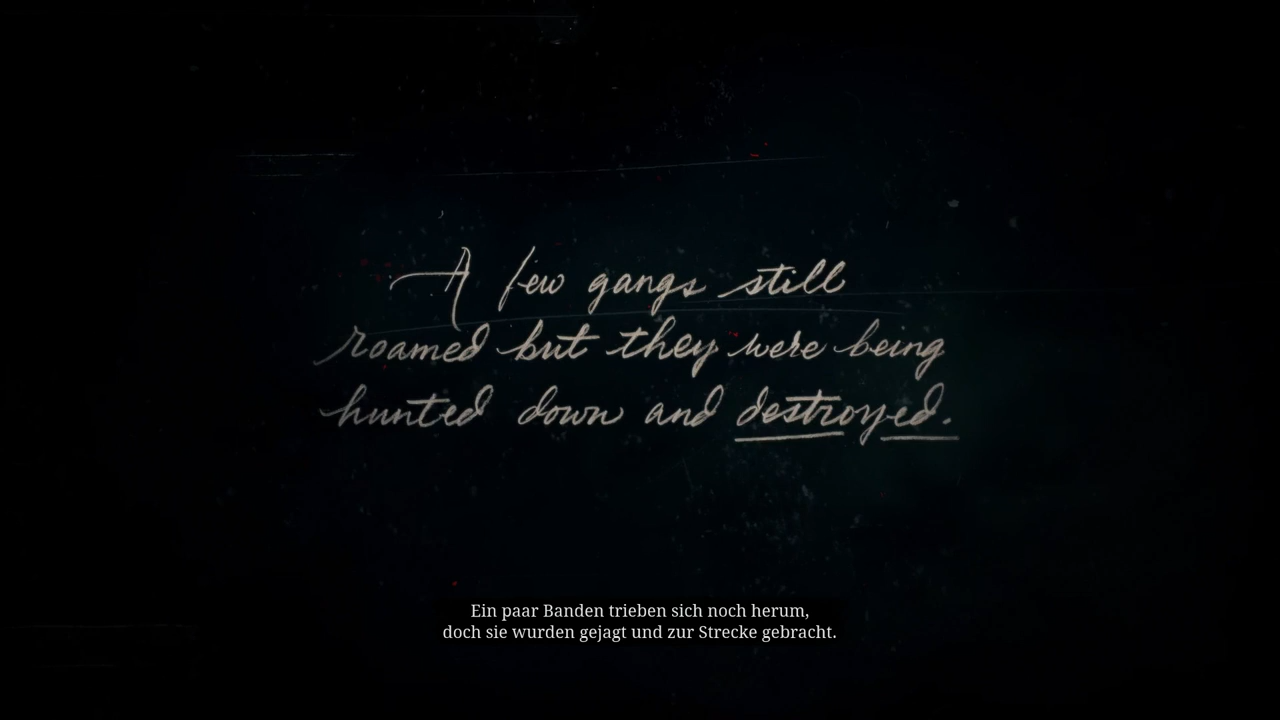 A few gangs still
roamed but they were being
hunted down and destroyed.
Ein paar Banden trieben sich noch herum,
doch sie wurden gejagt und zur Strecke gebracht.